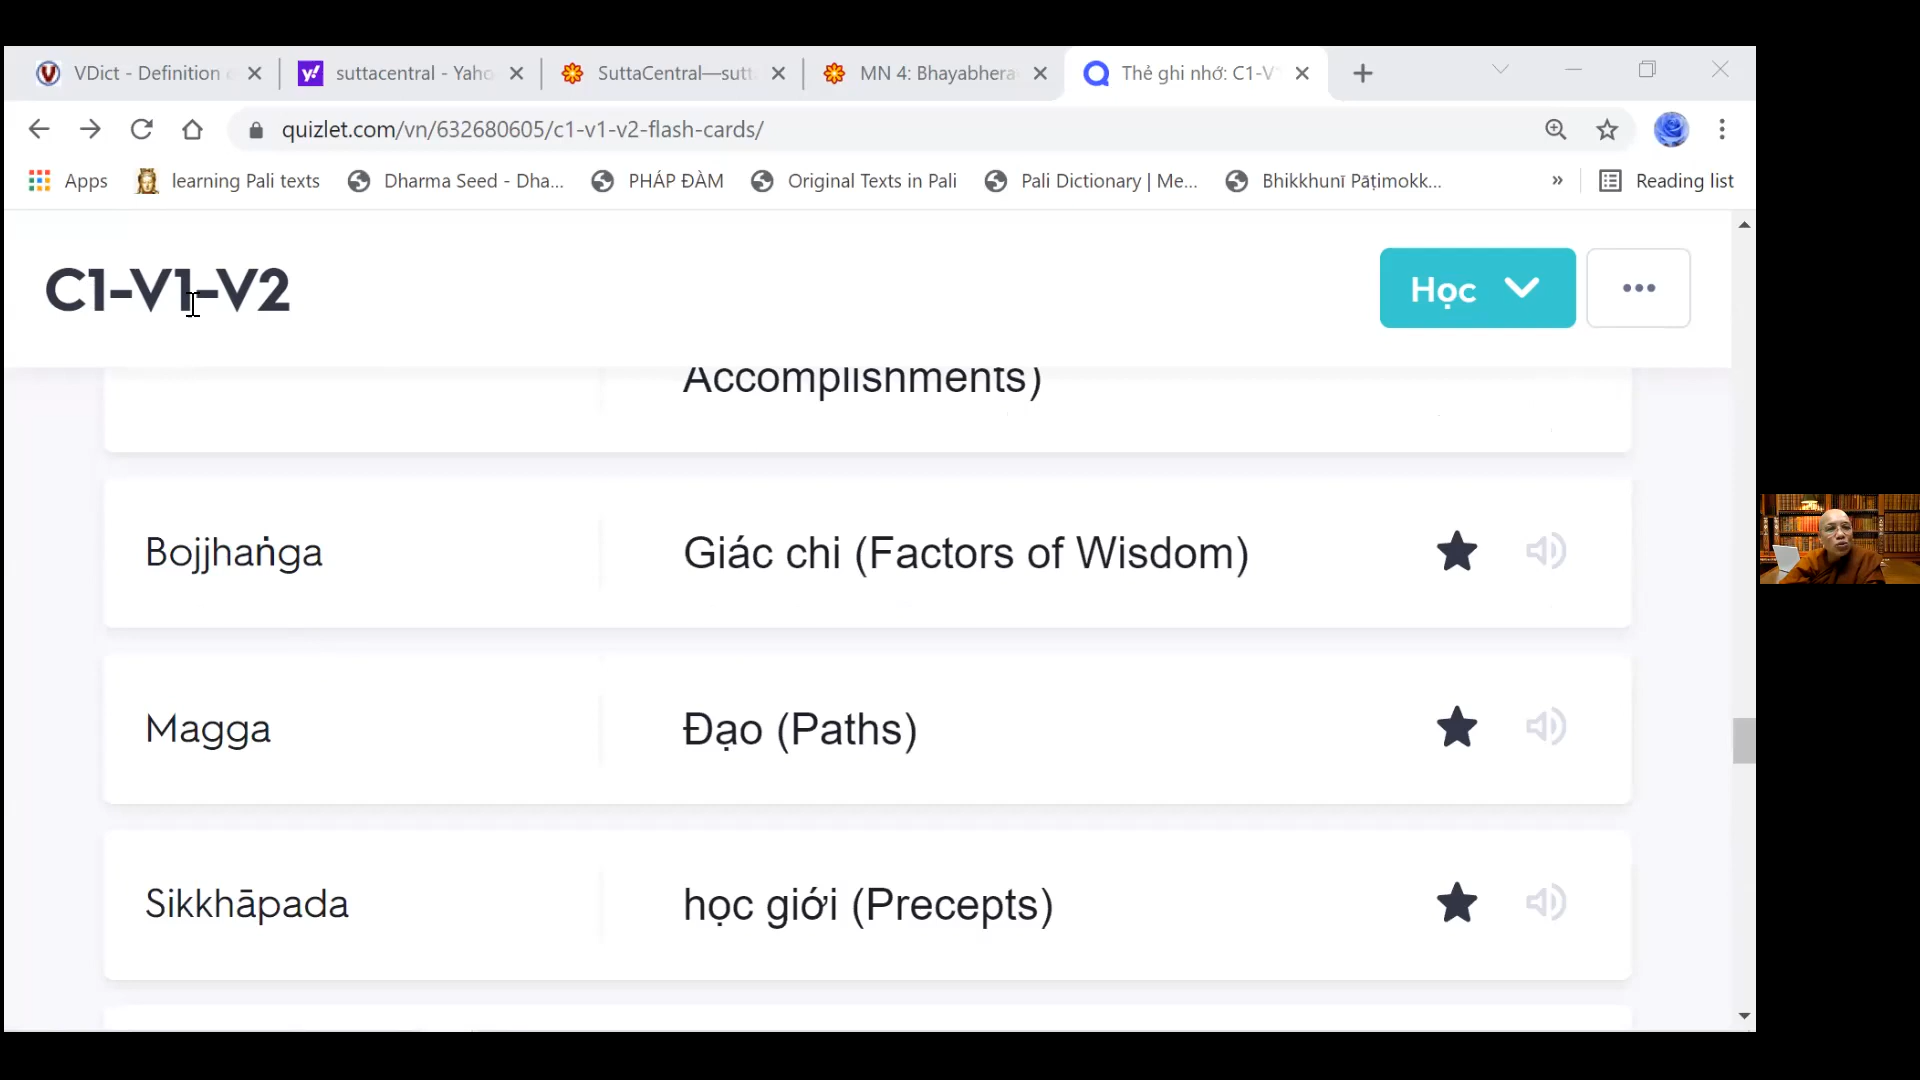 VDict - Definition
suttacentral - Yaho
SuttaCentral—sutt
MN 4: Bhayabhera
Thẻ ghi nhớ: C1-V
quizlet.com/vn/632680605/c1-v1-v2-flash-cards/
Apps
learning Pali texts
Dharma Seed - Dha...
PHÁP ĐÀM
Original Texts in Pali
Pali Dictionary | Me...
Bhikkhunī Pāṭimokk...
»
Reading list
C1-V1-V2
Học
Accomplishments)
Bojjhaṅga
Giác chi (Factors of Wisdom)
Magga
Đạo (Paths)
Sikkhāpada
học giới (Precepts)